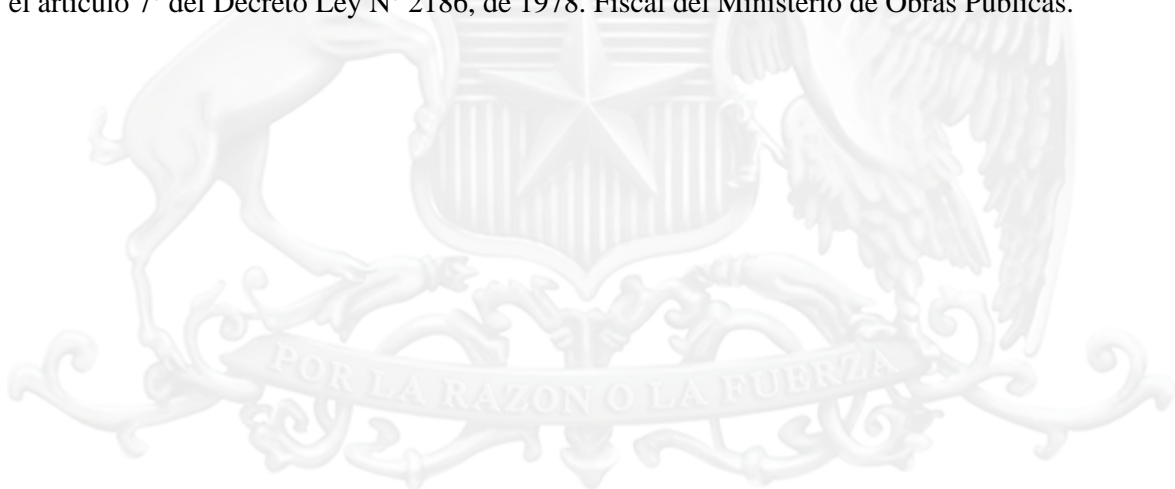 el artículo 7° del Decreto Ley N° 2186, de 1978. Fiscal del Ministerio de Obras Públicas.
POR LA RAZON O LA FUERZA